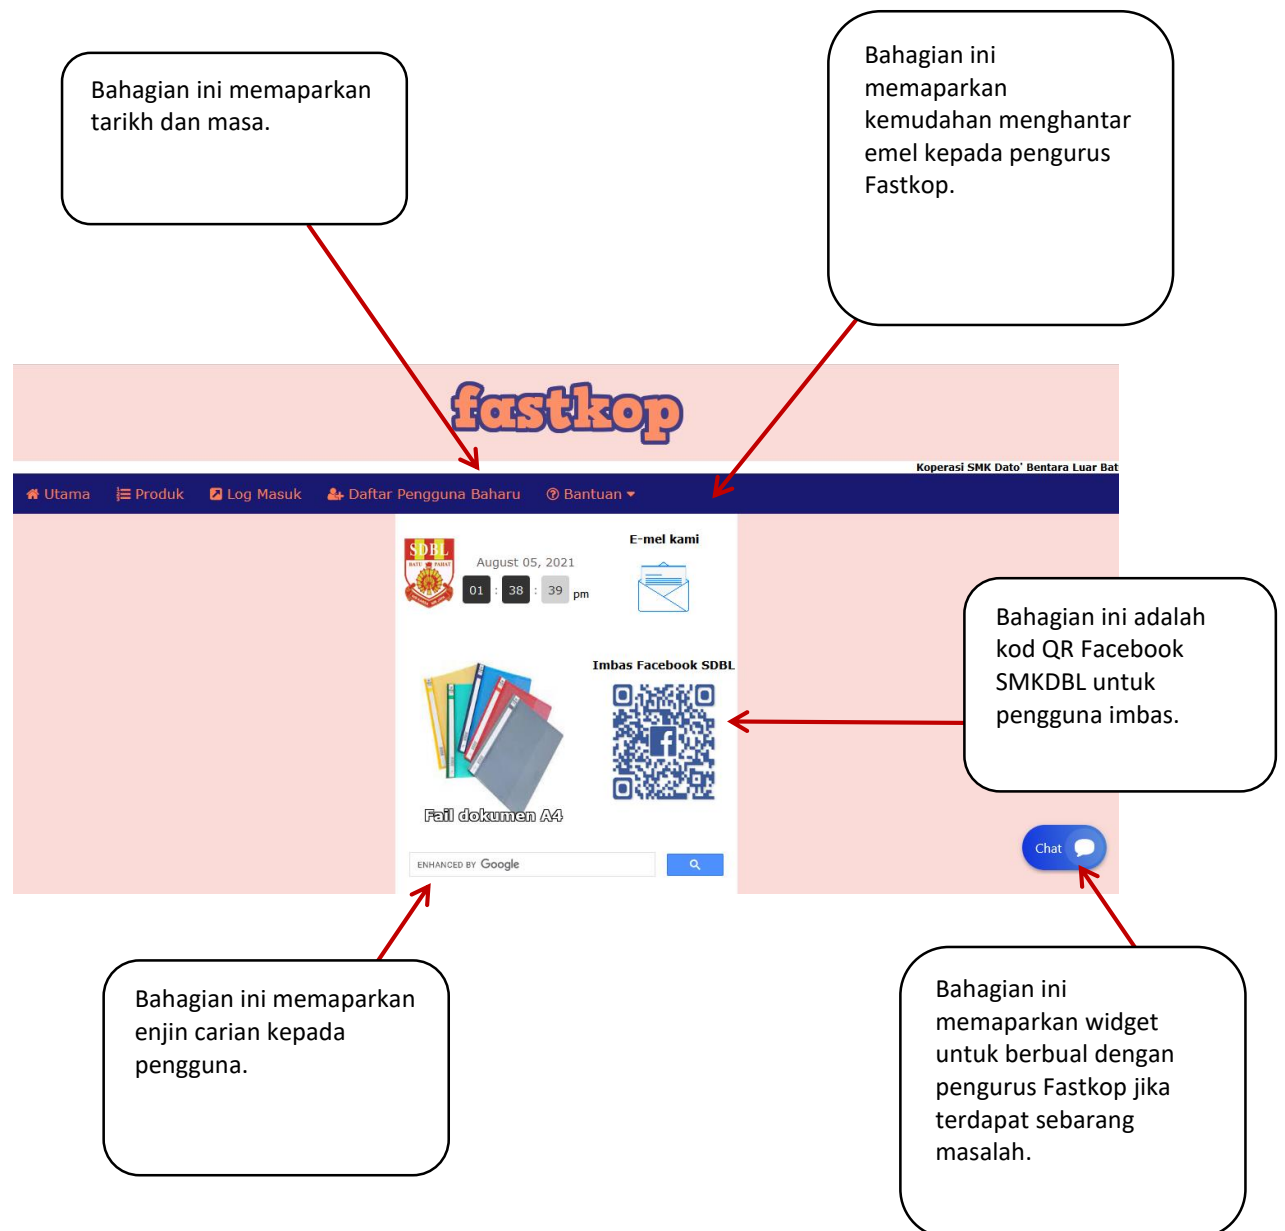 Bahagian ini memaparkan
tarikh dan masa.
Bahagian ini
memaparkan
kemudahan menghantar
emel kepada pengurus
Fastkop.
fastkop
Koperasi SMK Dato' Bentara Luar Bat
Utama Produk Log Masuk Daftar Pengguna Baharu Bantuan
SDBL
BATU PAHAT
August 05, 2021
01 : 38 : 39 pm
E-mel kami
Imbas Facebook SDBL
Fail dokumen A4
ENHANCED BY Google
Bahagian ini adalah
kod QR Facebook
SMKDBL untuk
pengguna imbas.
Chat
Bahagian ini memaparkan
enjin carian kepada
pengguna.
Bahagian ini
memaparkan widget
untuk berbual dengan
pengurus Fastkop jika
terdapat sebarang
masalah.